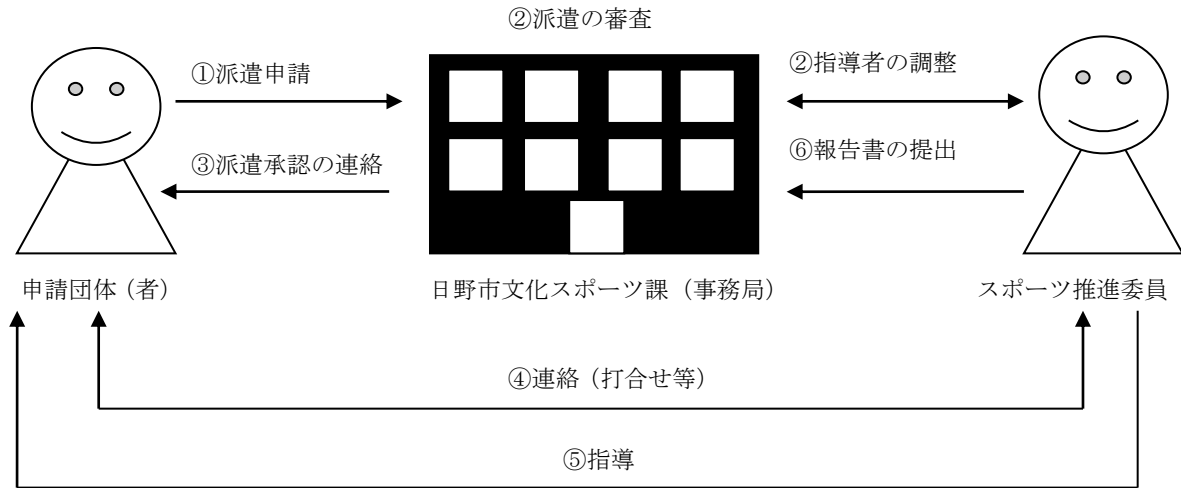 ②派遣の審査
①派遣申請
②指導者の調整
③派遣承認の連絡
⑥報告書の提出
申請団体（者）
日野市文化スポーツ課（事務局）
スポーツ推進委員
④連絡（打合せ等）
⑤指導